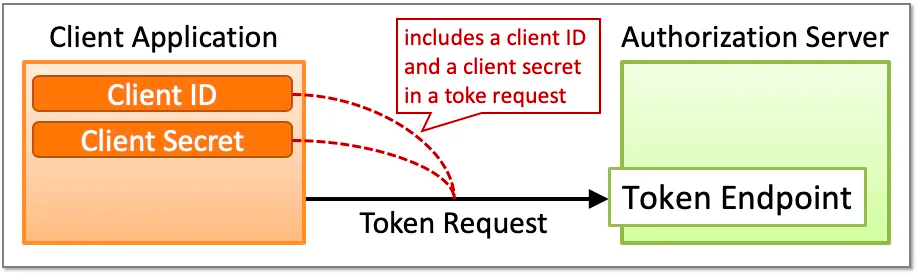 Client Application
Client ID
Client Secret
includes a client ID
and a client secret
in a toke request
Token Request
Authorization Server
Token Endpoint